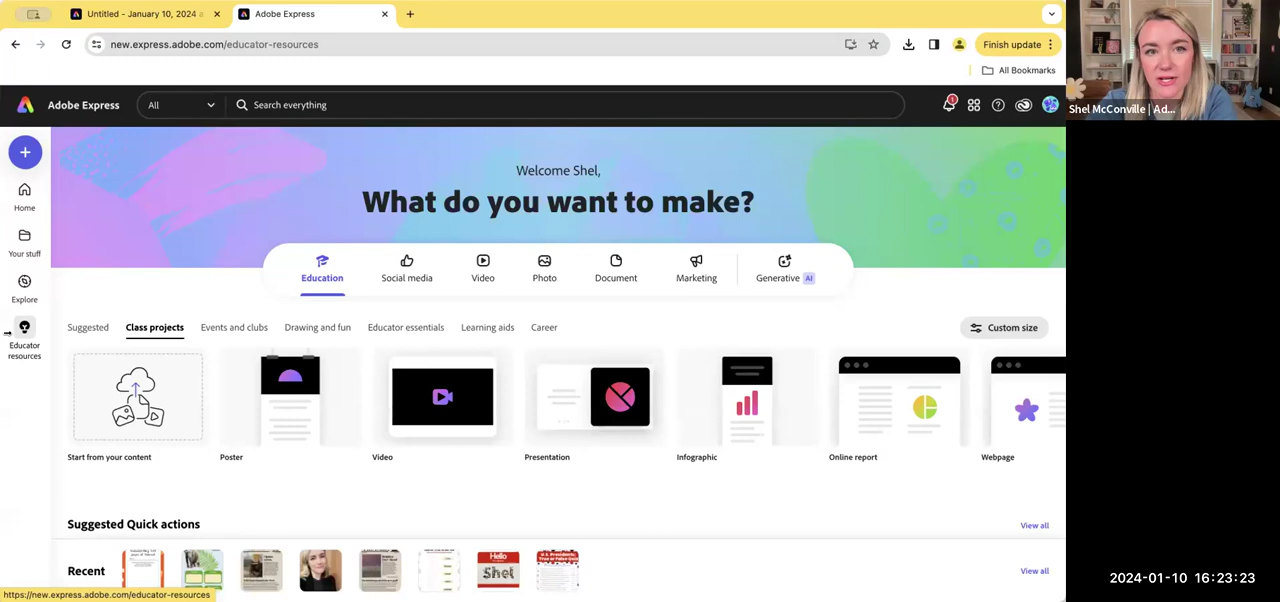 Untitled - January 10, 2024 a
Adobe Express
new.express.adobe.com/educator-resources
Finish update
All Bookmarks
Adobe Express
All
Search everything
1
Shel McConville | Ad...
Welcome Shel,
What do you want to make?
Home
Your stuff
Explore
Educator
resources
Education
Social media
Video
Photo
Document
Marketing
Generative AI
Suggested
Class projects
Events and clubs
Drawing and fun
Educator essentials
Learning aids
Career
Custom size
Start from your content
Poster
Video
Presentation
Infographic
Online report
Webpage
Suggested Quick actions
View all
Recent
Hello
Shel
View all
https://new.express.adobe.com/educator-resources
2024-01-10 16:23:23